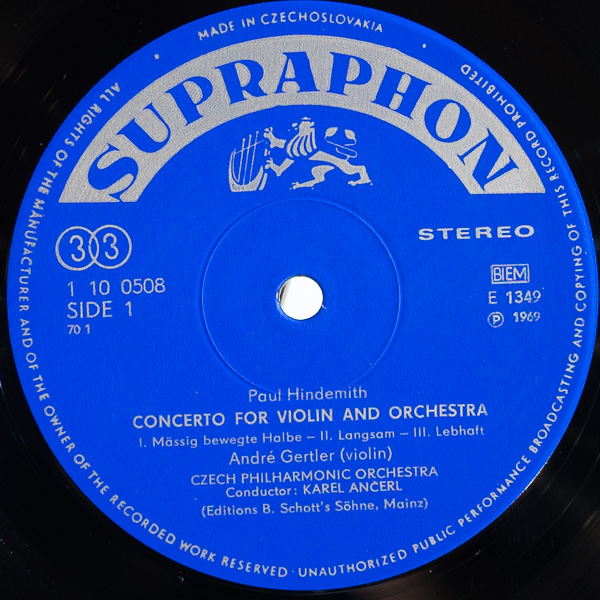 MADE IN CZECHOSLOVAKIA
SUPRAPHON
33
STEREO
1 10 0508
SIDE 1
70 1
BIEM
E 1349
Ⓟ 1969
Paul Hindemith
CONCERTO FOR VIOLIN AND ORCHESTRA
I. Mässig bewegte Halbe – II. Langsam – III. Lebhaft
André Gertler (violin)
CZECH PHILHARMONIC ORCHESTRA
Conductor: KAREL ANČERL
(Editions B. Schott's Söhne, Mainz)
ALL RIGHTS OF THE MANUFACTURER AND OF THE OWNER OF THE RECORDED WORK RESERVED · UNAUTHORIZED PUBLIC PERFORMANCE BROADCASTING AND COPYING OF THIS RECORD PROHIBITED